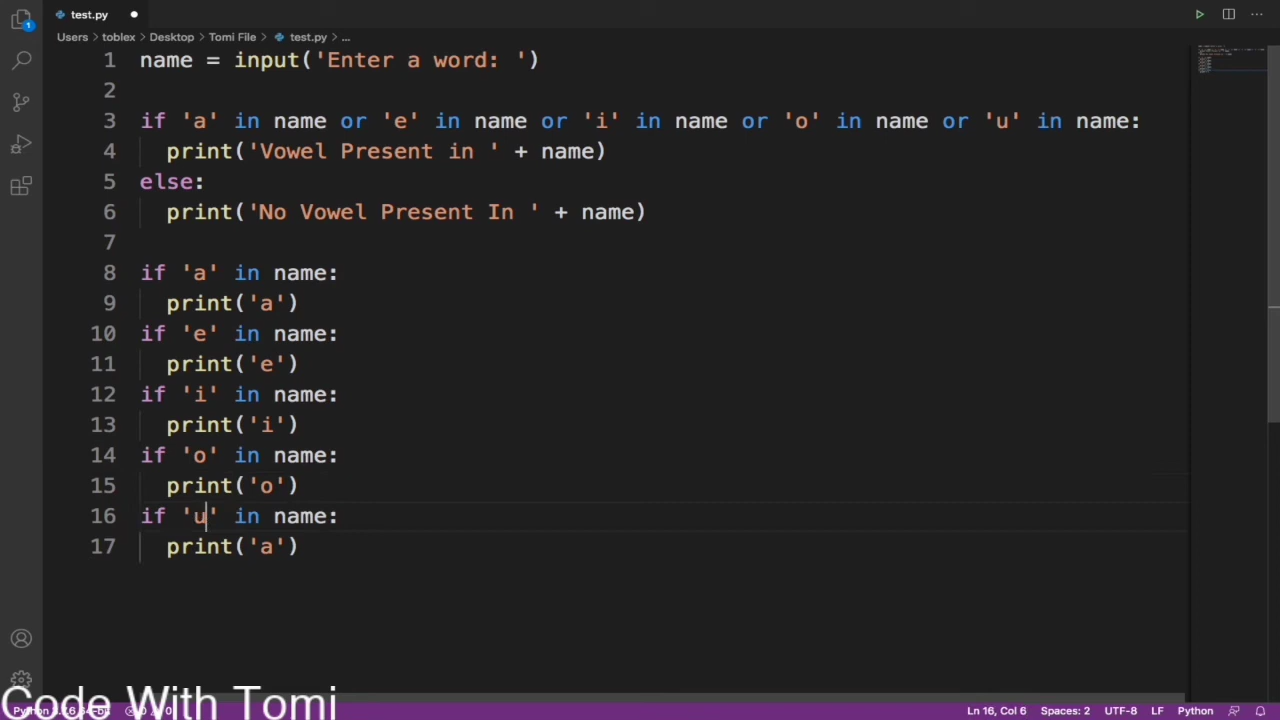 test.py
Users > toblex > Desktop > Tomi File > test.py > ...
1 name = input('Enter a word: ')
2
3 if 'a' in name or 'e' in name or 'i' in name or 'o' in name or 'u' in name:
4 print('Vowel Present in ' + name)
5 else:
6 print('No Vowel Present In ' + name)
7
8 if 'a' in name:
9 print('a')
10 if 'e' in name:
11 print('e')
12 if 'i' in name:
13 print('i')
14 if 'o' in name:
15 print('o')
16 if 'u' in name:
17 print('a')
1
Code With Tomi
Ln 16, Col 6 Spaces: 2 UTF-8 LF Python